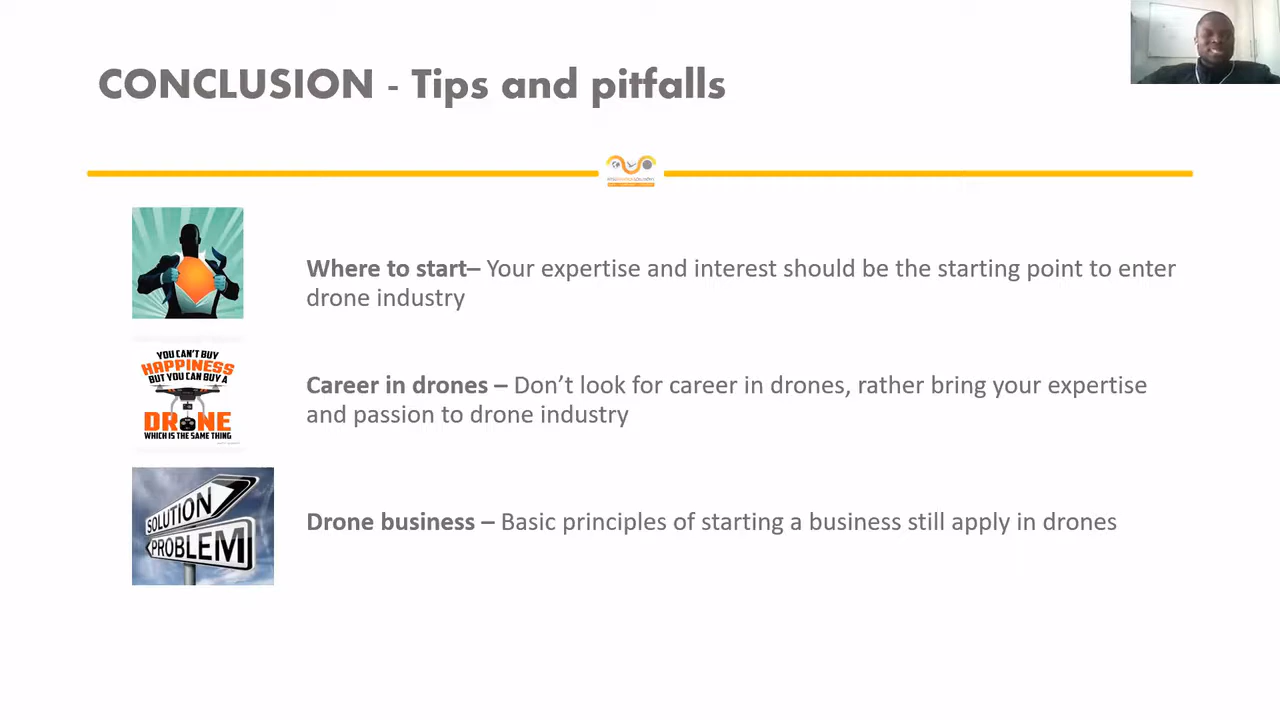 CONCLUSION - Tips and pitfalls
Where to start– Your expertise and interest should be the starting point to enter
drone industry
YOU CAN'T BUY
HAPPINESS
BUT YOU CAN BUY A
DRONE
WHICH IS THE SAME THING
Career in drones – Don’t look for career in drones, rather bring your expertise
and passion to drone industry
SOLUTION
PROBLEM
Drone business – Basic principles of starting a business still apply in drones